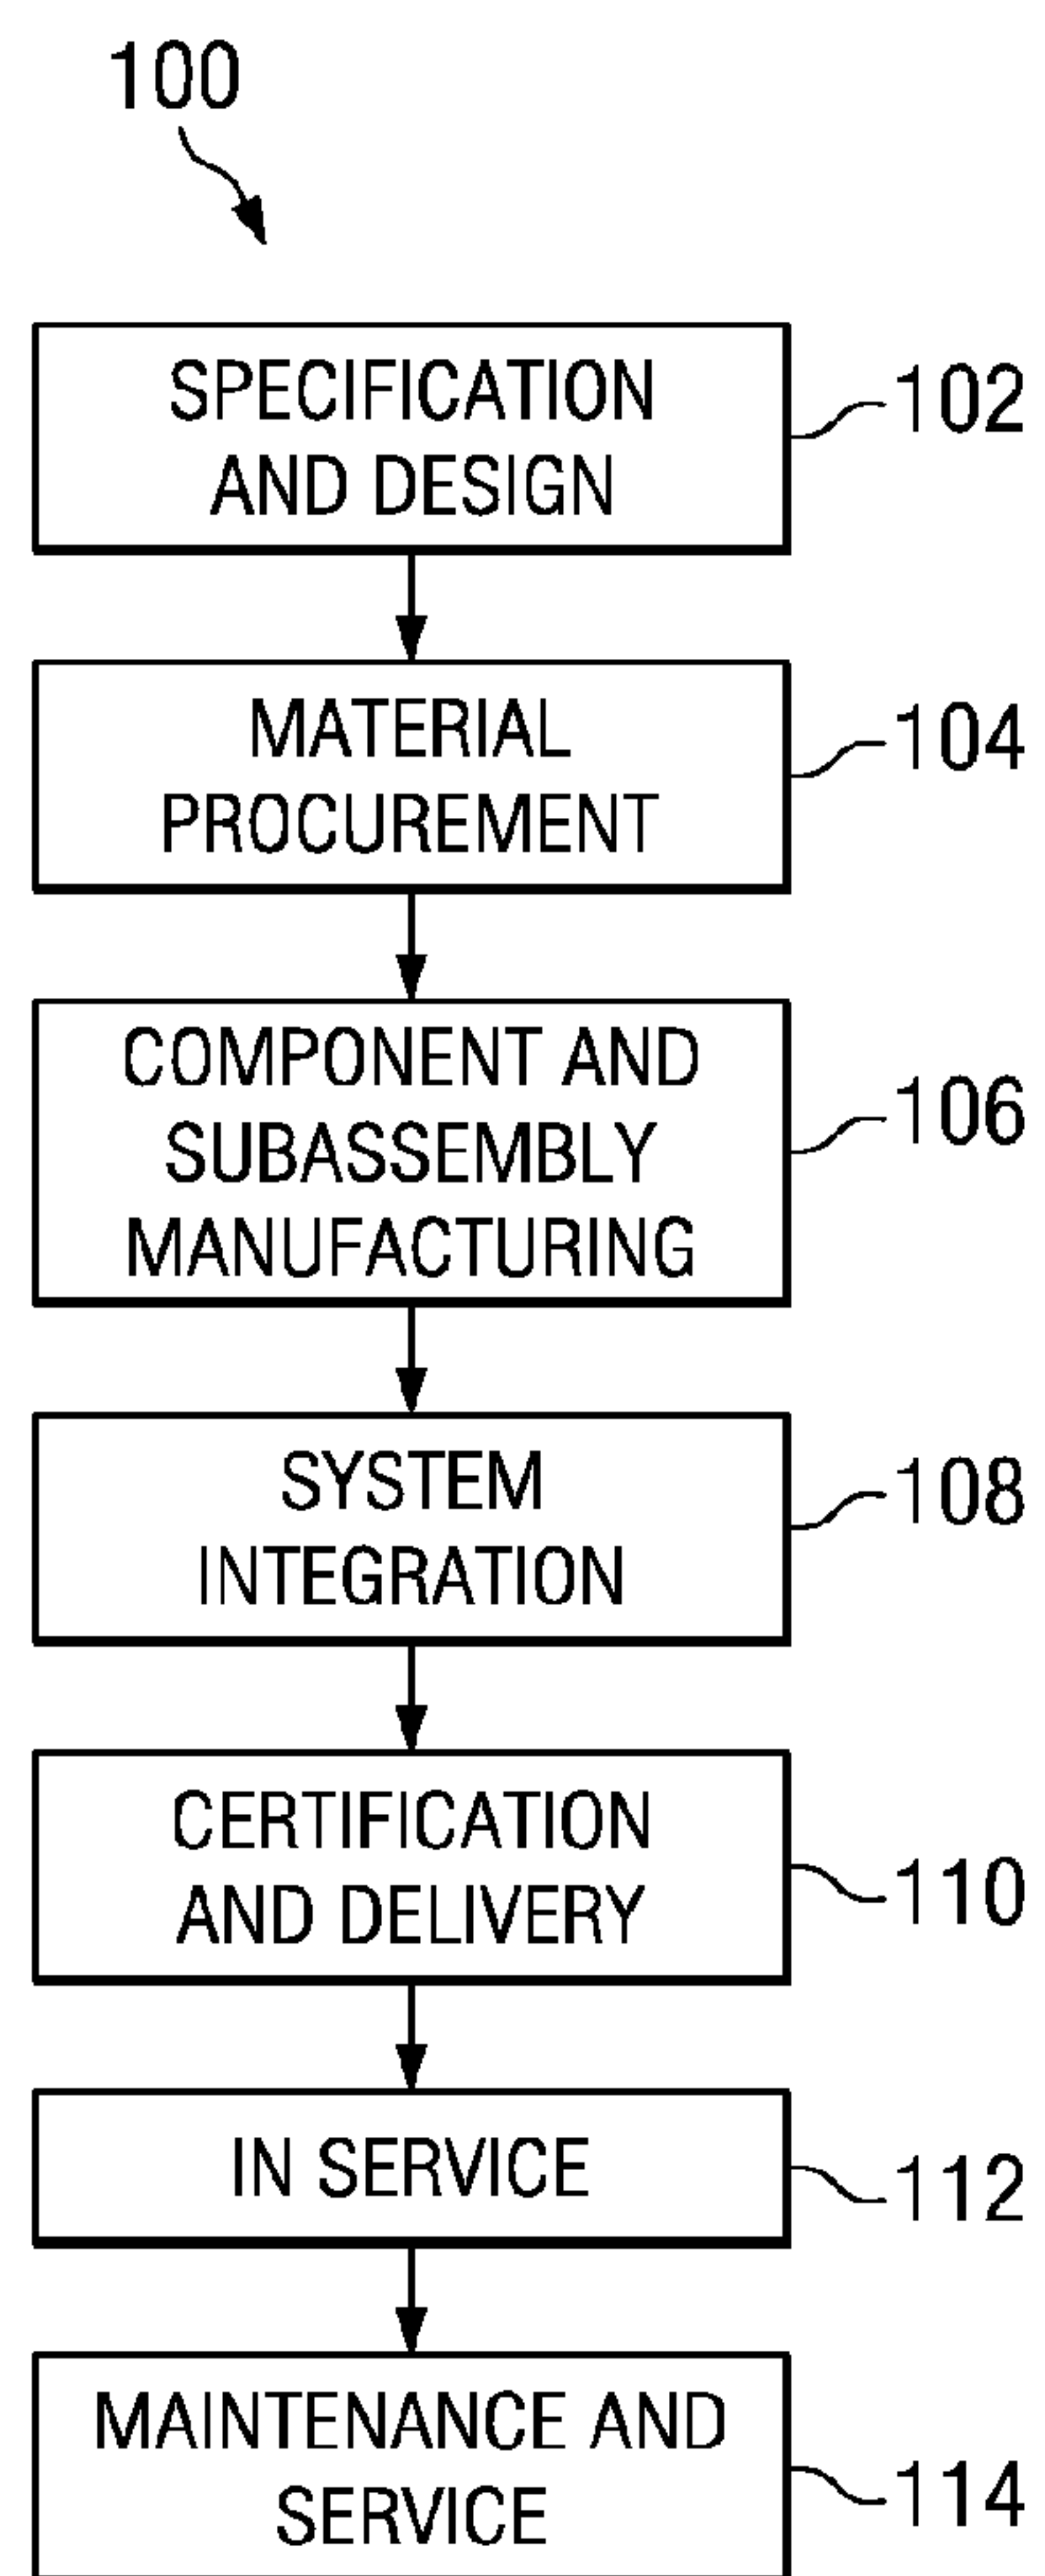 100
SPECIFICATION
AND DESIGN
102
MATERIAL
PROCUREMENT
104
COMPONENT AND
SUBASSEMBLY
MANUFACTURING
106
SYSTEM
INTEGRATION
108
CERTIFICATION
AND DELIVERY
110
IN SERVICE
112
MAINTENANCE AND
SERVICE
114